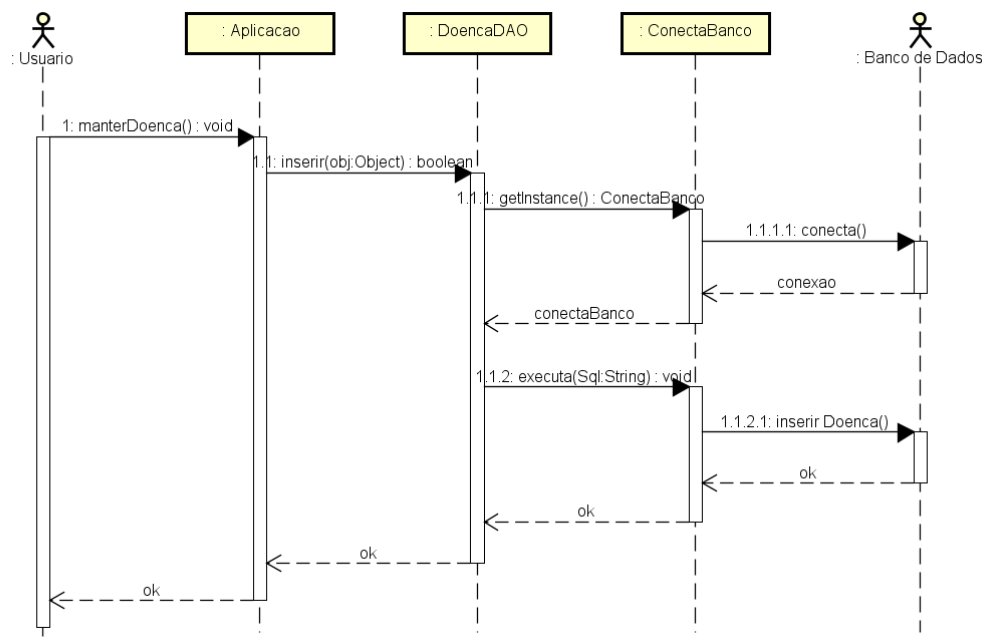 : Usuario
: Aplicacao
: DoencaDAO
: ConectaBanco
: Banco de Dados
1: manterDoenca() : void
1.1: inserir(obj:Object) : boolean
1.1.1: getInstance() : ConectaBanco
1.1.1.1: conecta()
conexao
conectaBanco
1.1.2: executa(Sql:String) : void
1.1.2.1: inserir Doenca()
ok
ok
ok
ok